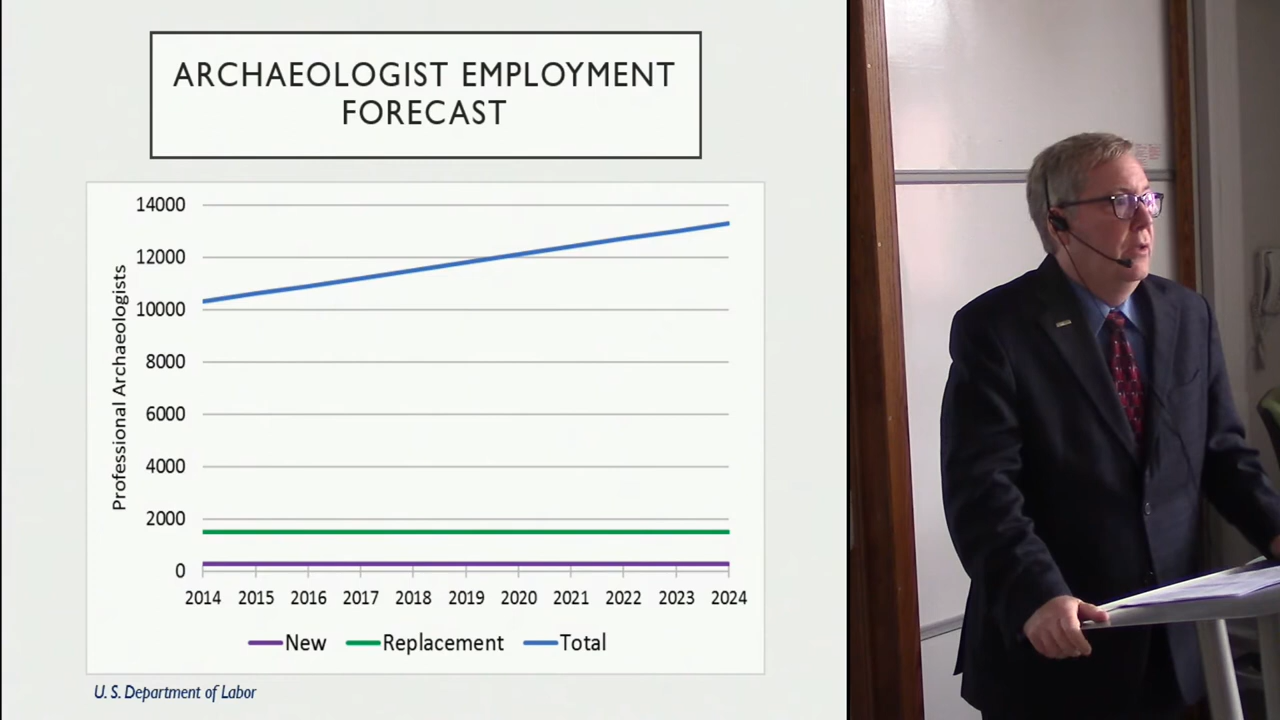 ARCHAEOLOGIST EMPLOYMENT
FORECAST
14000
12000
10000
8000
6000
4000
2000
0
Professional Archaeologists
2014 2015 2016 2017 2018 2019 2020 2021 2022 2023 2024
New Replacement Total
U. S. Department of Labor